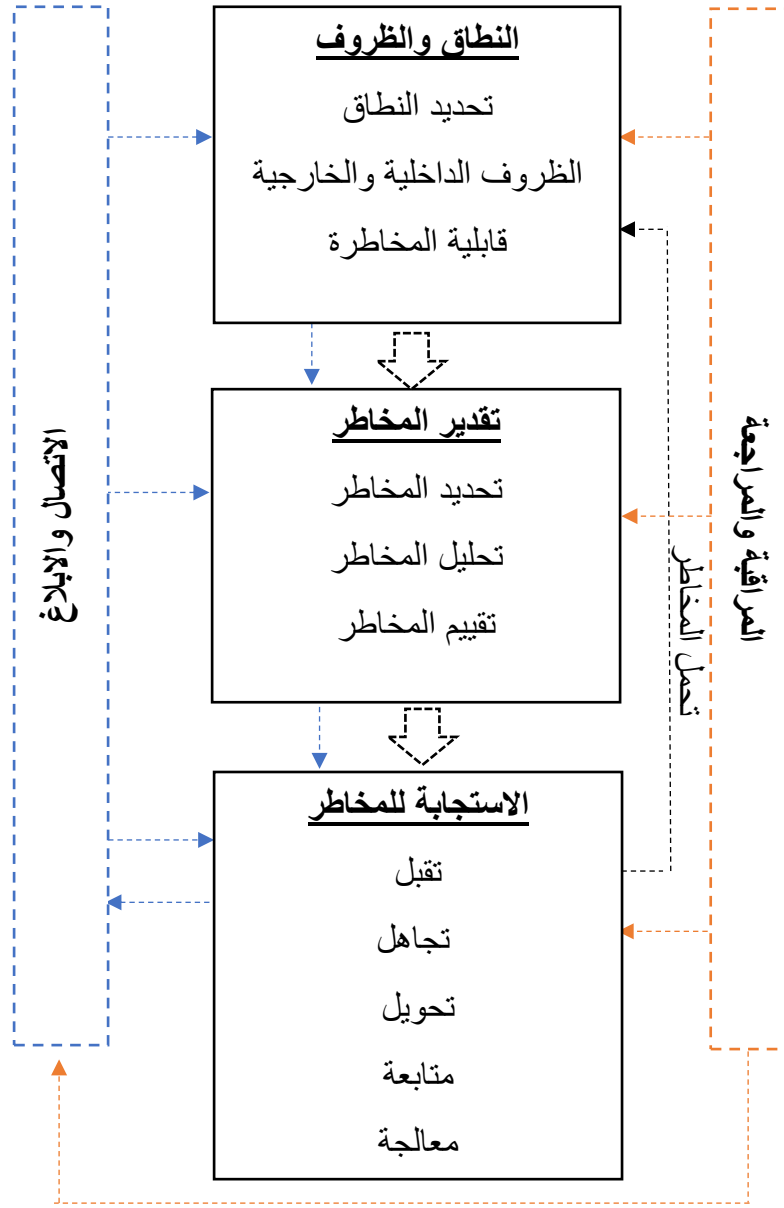 النطاق والظروف
تحديد النطاق
الظروف الداخلية والخارجية
قابلية المخاطرة
تقدير المخاطر
تحديد المخاطر
تحليل المخاطر
تقييم المخاطر
الاستجابة للمخاطر
تقبل
تجاهل
تحويل
متابعة
معالجة
المراقبة والمراجعة
تحمل المخاطر
الاتصال والابلاغ